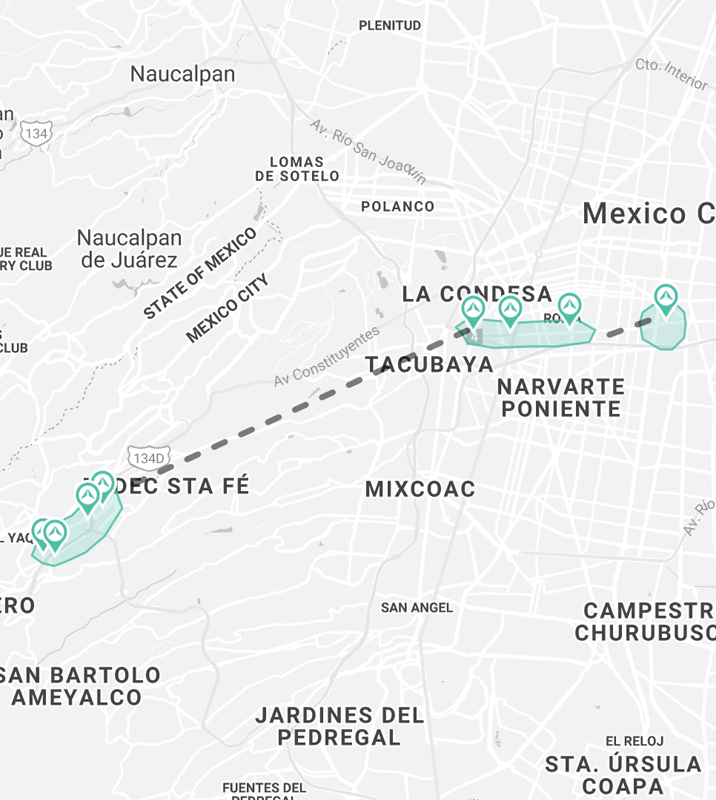 PLENITUD
Naucalpan
Cto. Interior
an
134
Av. Río San Joaquín
LOMAS
DE SOTELO
POLANCO
Mexico C
Naucalpan
de Juárez
UE REAL
RY CLUB
STATE OF MEXICO
MEXICO CITY
LA CONDESA
S
CLUB
Av Constituyentes
TACUBAYA
NARVARTE
PONIENTE
134D
DEC STA FÉ
MIXCOAC
L YAQ
Av. Río
ERO
SAN ANGEL
CAMPESTR
CHURUBUSC
SAN BARTOLO
AMEYALCO
JARDINES DEL
PEDREGAL
EL RELOJ
STA. ÚRSULA
COAPA
FUENTES DEL
PEDREGAL